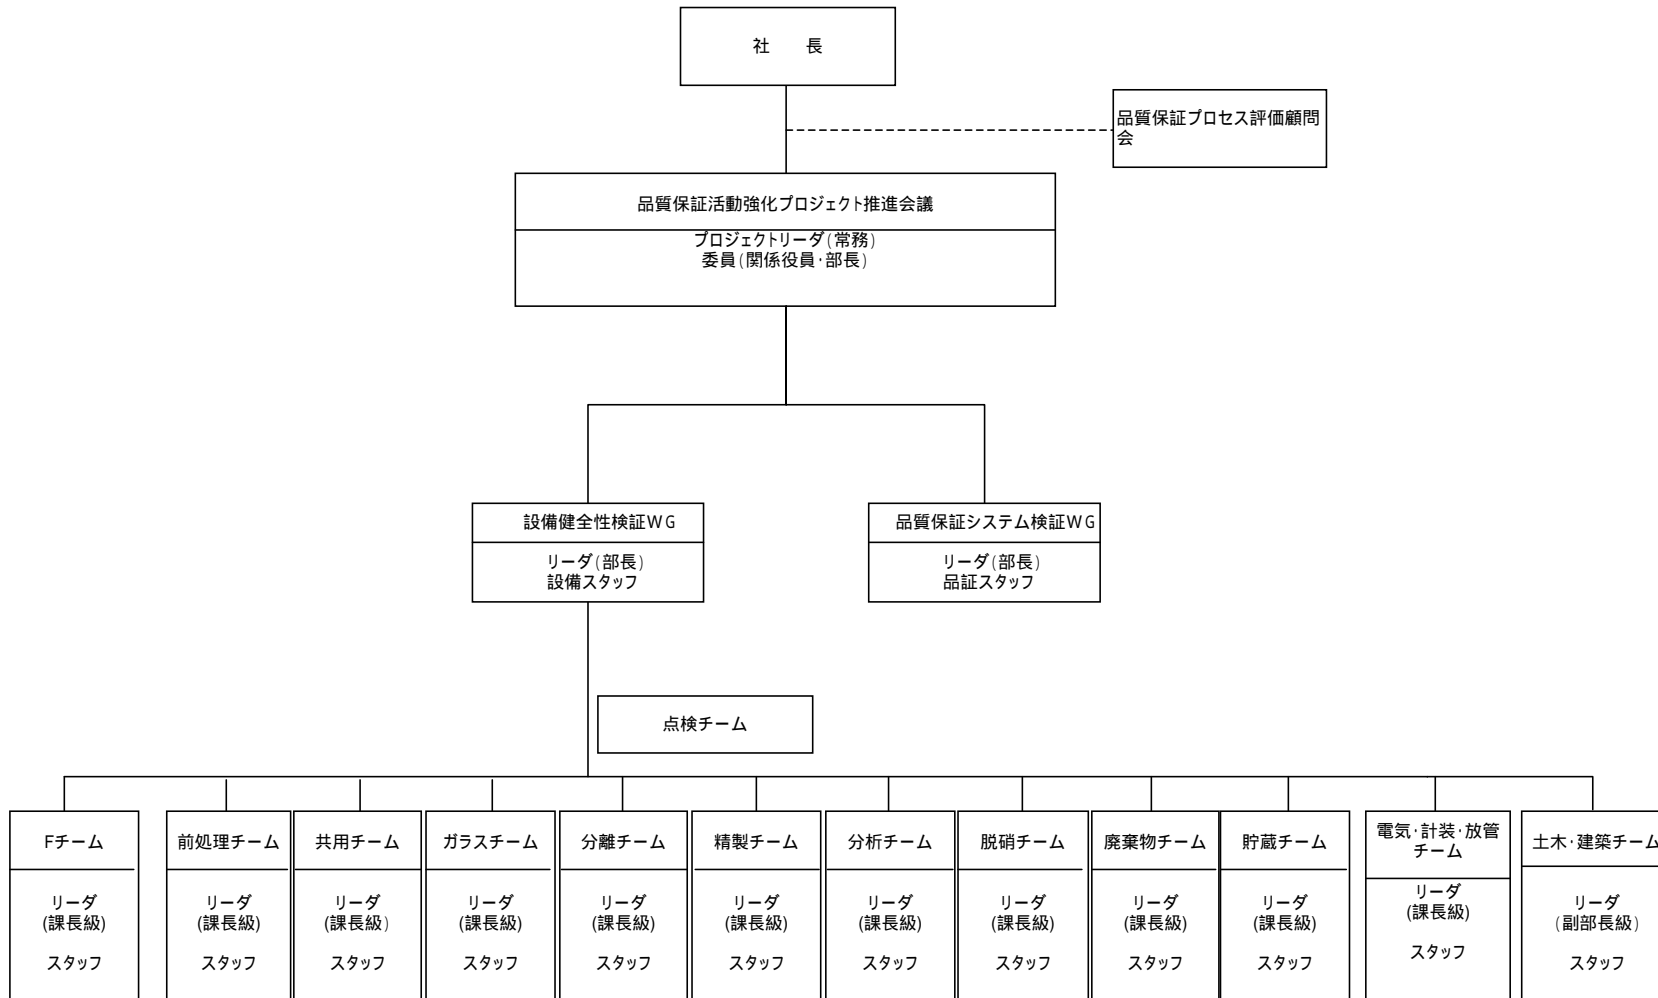 社　長
品質保証プロセス評価顧問
会
品質保証活動強化プロジェクト推進会議
プロジェクトリーダ(常務)
委員(関係役員・部長)
設備健全性検証WG
リーダ(部長)
設備スタッフ
品質保証システム検証WG
リーダ(部長)
品証スタッフ
点検チーム
Fチーム
リーダ
(課長級)
スタッフ
前処理チーム
リーダ
(課長級)
スタッフ
共用チーム
リーダ
(課長級)
スタッフ
ガラスチーム
リーダ
(課長級)
スタッフ
分離チーム
リーダ
(課長級)
スタッフ
精製チーム
リーダ
(課長級)
スタッフ
分析チーム
リーダ
(課長級)
スタッフ
脱硝チーム
リーダ
(課長級)
スタッフ
廃棄物チーム
リーダ
(課長級)
スタッフ
貯蔵チーム
リーダ
(課長級)
スタッフ
電気・計装・放管
チーム
リーダ
(課長級)
スタッフ
土木・建築チーム
リーダ
(副部長級)
スタッフ